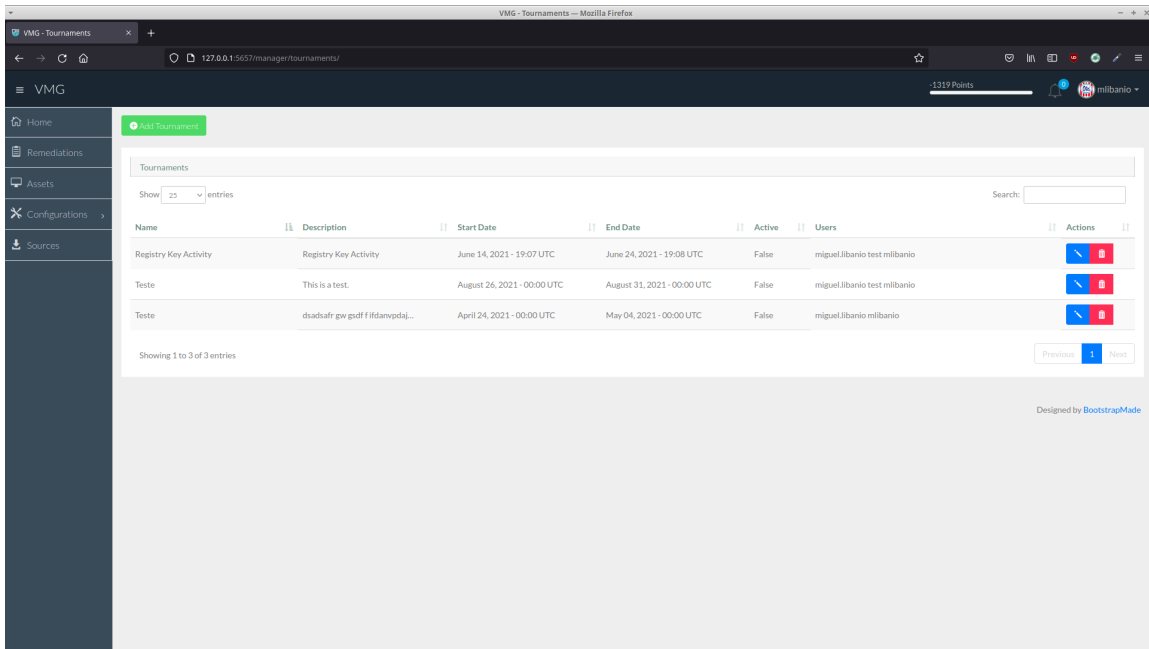 VMG - Tournaments — Mozilla Firefox
VMG - Tournaments
127.0.0.1:5657/manager/tournaments/
VMG
-1319 Points
0
mlibanio
Home
Remediations
Assets
Configurations
Sources
Add Tournament
Tournaments
Show 25 entries
Search:
Name Description Start Date End Date Active Users Actions
Registry Key Activity Registry Key Activity June 14, 2021 - 19:07 UTC June 24, 2021 - 19:08 UTC False miguel.libanio test mlibanio
Teste This is a test. August 26, 2021 - 00:00 UTC August 31, 2021 - 00:00 UTC False miguel.libanio test mlibanio
Teste dsadsafr gw gsdf f ifdanvpdaj... April 24, 2021 - 00:00 UTC May 04, 2021 - 00:00 UTC False miguel.libanio mlibanio
Showing 1 to 3 of 3 entries
Previous 1 Next
Designed by BootstrapMade